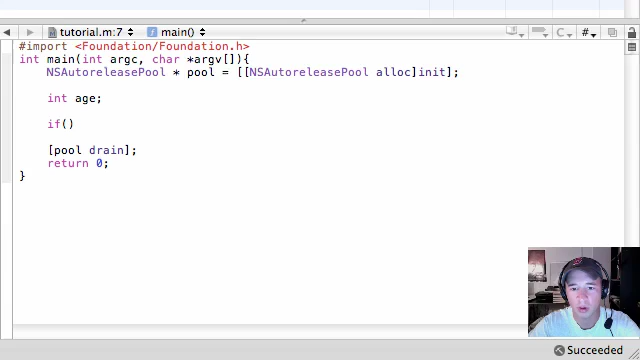 tutorial.m:7 main() C #
#import <Foundation/Foundation.h>
int main(int argc, char *argv[]){
NSAutoreleasePool * pool = [[NSAutoreleasePool alloc]init];
int age;
if()
[pool drain];
return 0;
}
Succeeded